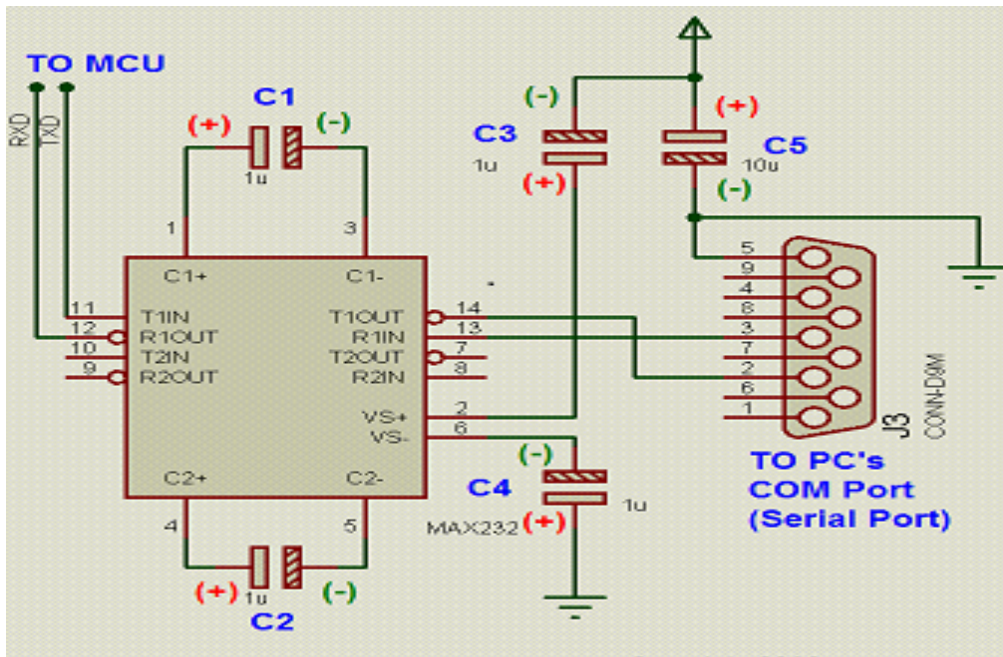 TO MCU
RXD
TXD
C1
(+)
(-)
1u
1
3
C1+
C1-
11
T1IN
12
R1OUT
10
T2IN
9
R2OUT
T1OUT
14
R1IN
13
T2OUT
7
R2IN
8
VS+
2
VS-
6
C2+
C2-
4
5
MAX232
(+)
1u
(-)
C2
(-)
C3
1u
(+)
(+)
C5
10u
(-)
(-)
C4
1u
(+)
5
9
4
8
3
7
2
6
1
J3
CONN-D9M
TO PC's
COM Port
(Serial Port)